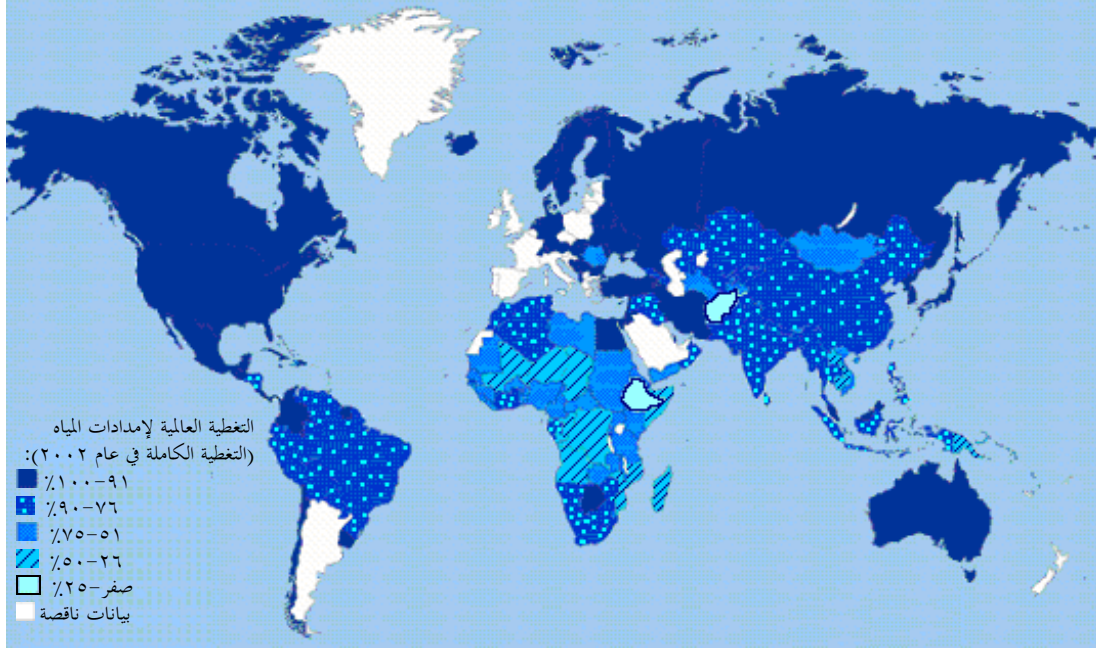 التغطية العالمية لإمدادات المياه
(التغطية الكاملة في عام ٢٠٠٢):
٩١-١٠٠٪
٧٦-٩٠٪
٥١-٧٥٪
٢٦-٥٠٪
صفر-٢٥٪
بيانات ناقصة